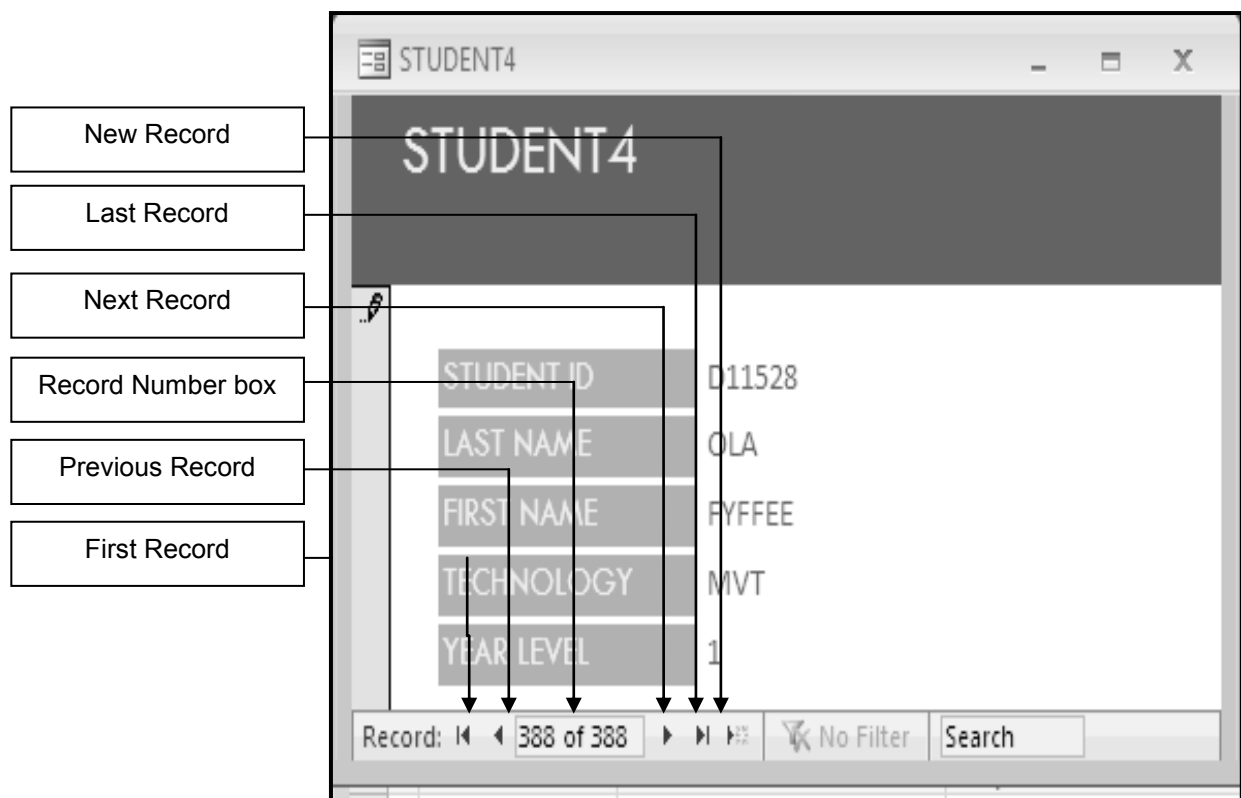 STUDENT4
STUDENT4
New Record
Last Record
Next Record
Record Number box
Previous Record
First Record
STUDENT ID D11528
LAST NAME OLA
FIRST NAME FYFFEE
TECHNOLOGY MVT
YEAR LEVEL 1
Record: 388 of 388 No Filter Search